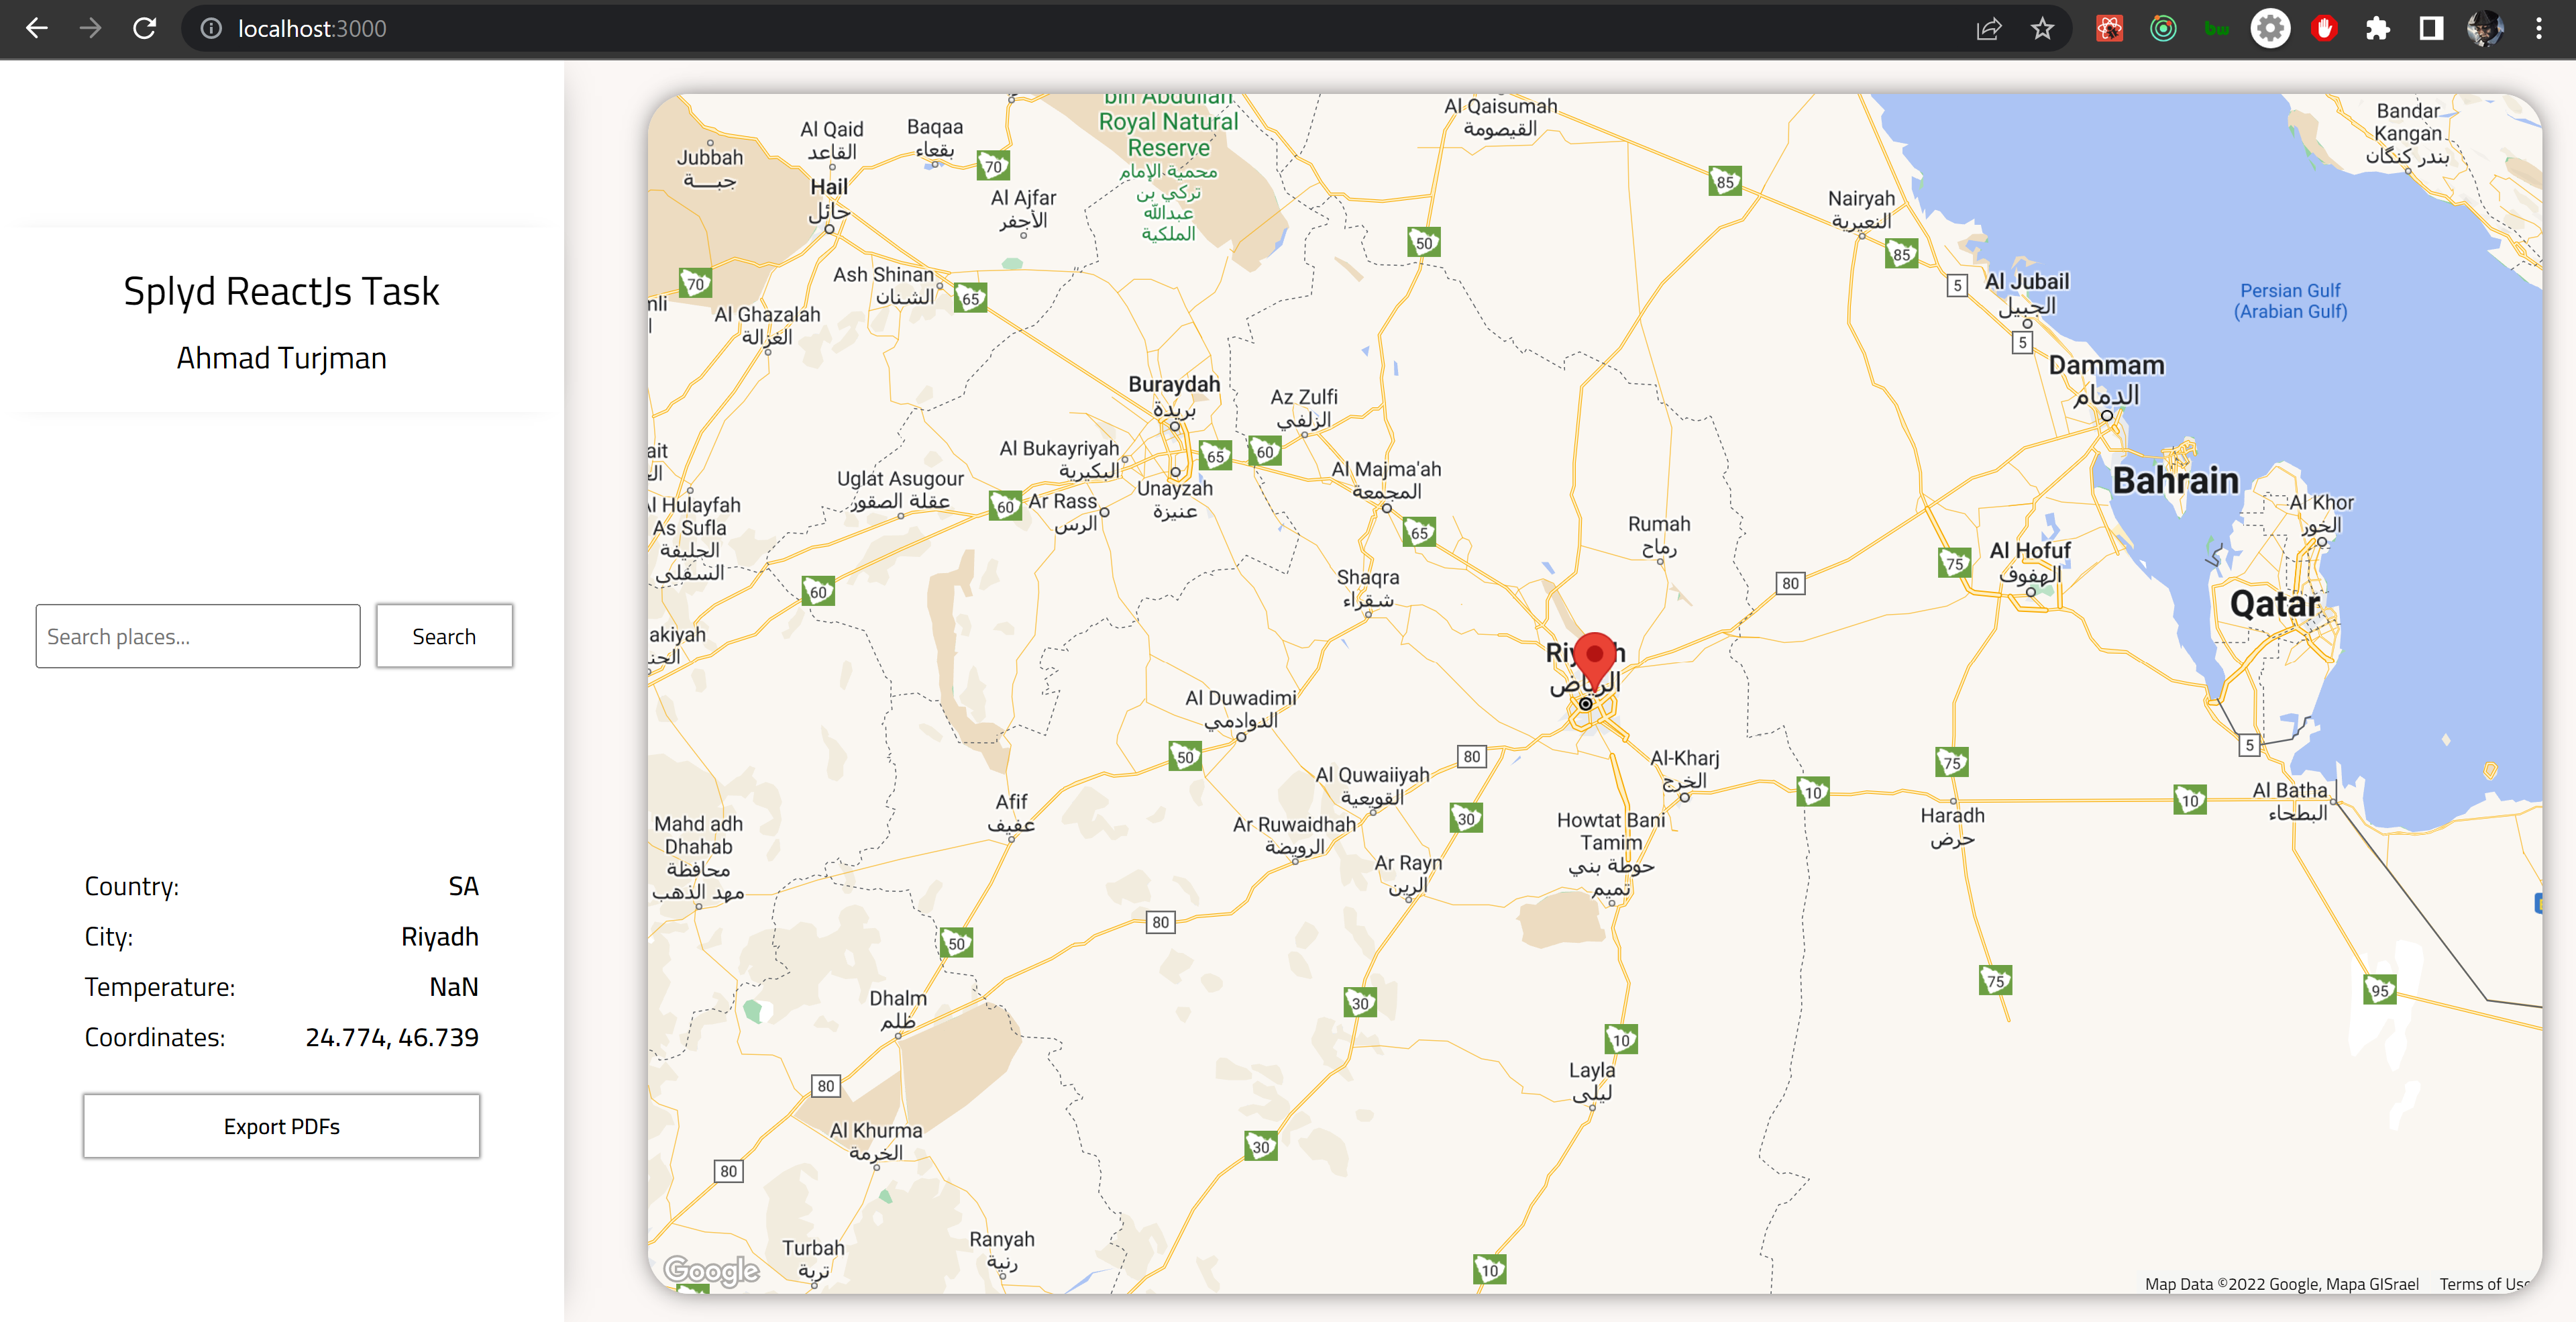 localhost:3000
Splyd ReactJs Task
Ahmad Turjman
Search places...
Search
Country: SA
City: Riyadh
Temperature: NaN
Coordinates: 24.774, 46.739
Export PDFs
bin Abdullah
Royal Natural
Reserve
محمية الإمام
تركي بن
عبدالله
الملكية
Al Qaisumah
القيصومة
Bandar
Kangan
بندر کنگان
Jubbah
جبـــة
Al Qaid
القاعد
Baqaa
بقعاء
70
Hail
حائل
Al Ajfar
الأجفر
85
Nairyah
النعيرية
50
85
70
Ash Shinan
الشنان
65
5
Al Jubail
الجبيل
Persian Gulf
(Arabian Gulf)
Al Ghazalah
الغزالة
5
Dammam
الدمام
Buraydah
بريدة
Az Zulfi
الزلفي
Al Bukayriyah
البكيرية
65
60
Al Majma'ah
المجمعة
Bahrain
Uglat Asugour
عقلة الصقور
60
Ar Rass
الرس
Unayzah
عنيزة
Al Khor
الخور
Al Hulayfah
As Sufla
الحليفة
السفلى
65
Rumah
رماح
75
Al Hofuf
الهفوف
60
Shaqra
شقراء
80
Qatar
akiyah
Riyadh
الرياض
Al Duwadimi
الدوادمي
50
80
Al-Kharj
الخرج
5
75
Al Quwaiiyah
القويعية
10
10
Al Batha
البطحاء
Afif
عفيف
30
Haradh
حرض
Mahd adh
Dhahab
محافظة
مهد الذهب
Ar Ruwaidhah
الرويضة
Howtat Bani
Tamim
حوطة بني
تميم
Ar Rayn
الرين
80
50
75
95
Dhalm
ظلم
30
10
Layla
ليلى
80
Al Khurma
الخرمة
30
80
Turbah
تربة
Ranyah
رنية
10
Google
Map Data ©2022 Google, Mapa GISrael
Terms of Use